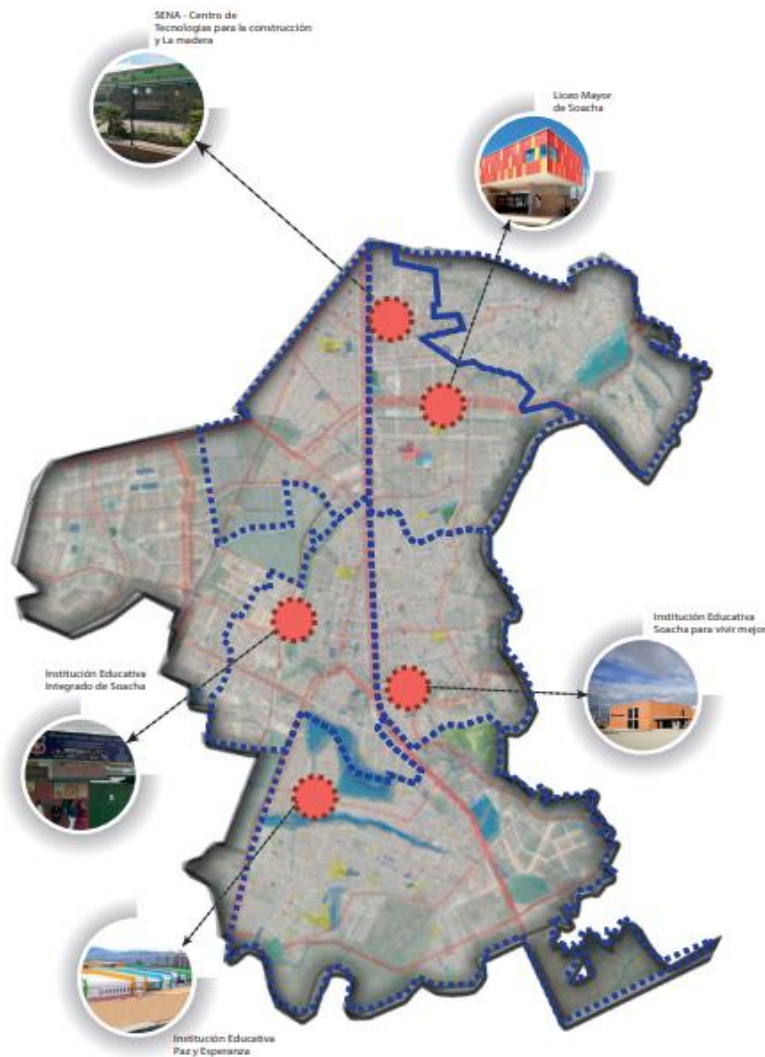 SENA - Centro de
Tecnologías para la construcción
y La madera
Liceo Mayor
de Soacha
Institución Educativa
Soacha para vivir mejor
Institución Educativa
Integrado de Soacha
Institución Educativa
Paz y Esperanza